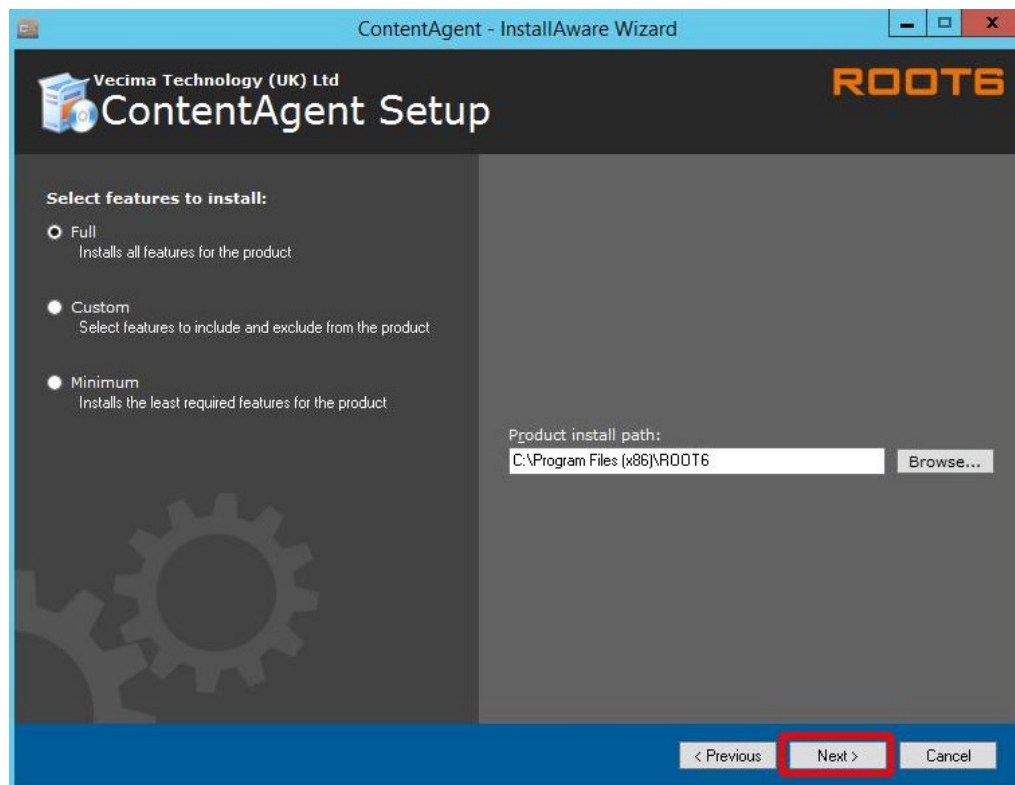 ContentAgent - InstallAware Wizard
Vecima Technology (UK) Ltd
ContentAgent Setup
ROOT6
Select features to install:
Full
Installs all features for the product
Custom
Select features to include and exclude from the product
Minimum
Installs the least required features for the product
Product install path:
C:\Program Files (x86)\ROOT6
Browse...
< Previous
Next >
Cancel